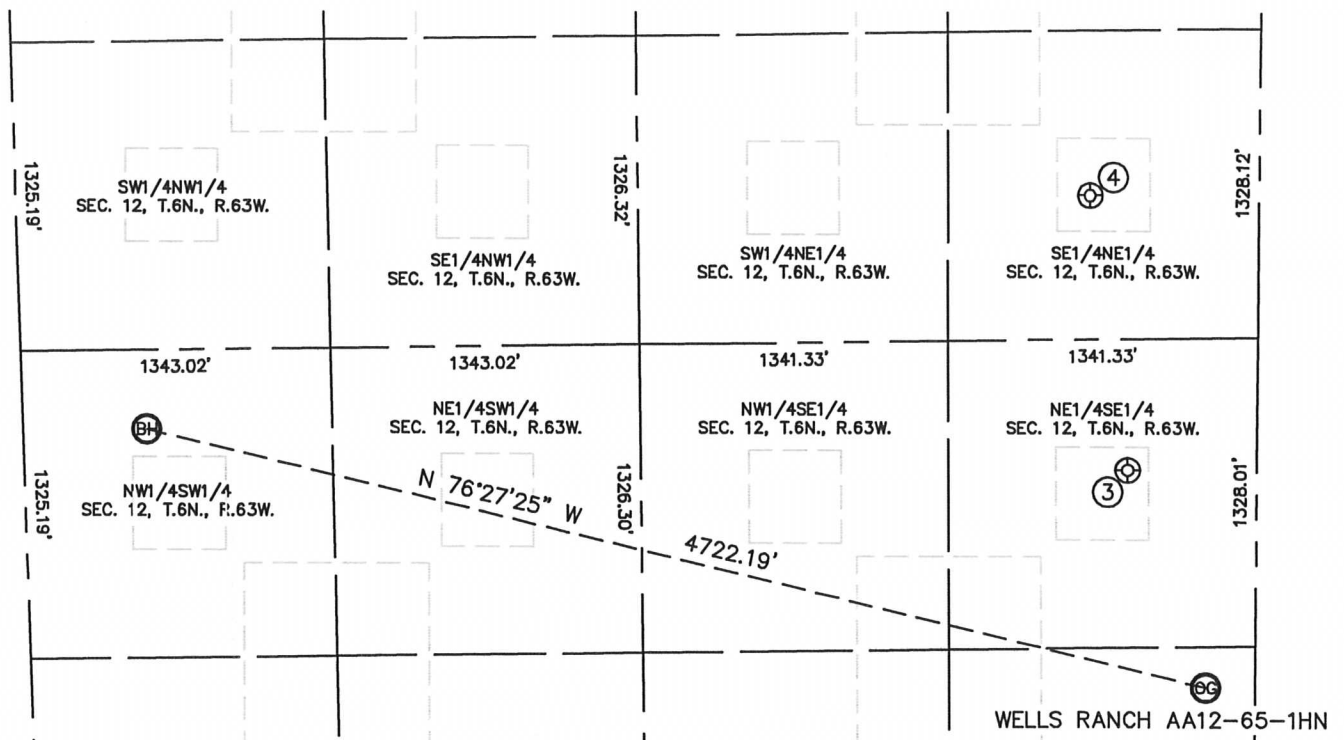 1325.19'
SW1/4NW1/4
SEC. 12, T.6N., R.63W.
SE1/4NW1/4
SEC. 12, T.6N., R.63W.
1326.32'
SW1/4NE1/4
SEC. 12, T.6N., R.63W.
4
SE1/4NE1/4
SEC. 12, T.6N., R.63W.
1328.12'
1343.02'
1343.02'
1341.33'
1341.33'
BH
1325.19'
NW1/4SW1/4
SEC. 12, T.6N., R.63W.
NE1/4SW1/4
SEC. 12, T.6N., R.63W.
N 76°27'25" W
1326.30'
4722.19'
NW1/4SE1/4
SEC. 12, T.6N., R.63W.
NE1/4SE1/4
SEC. 12, T.6N., R.63W.
3
1328.01'
WELLS RANCH AA12-65-1HN